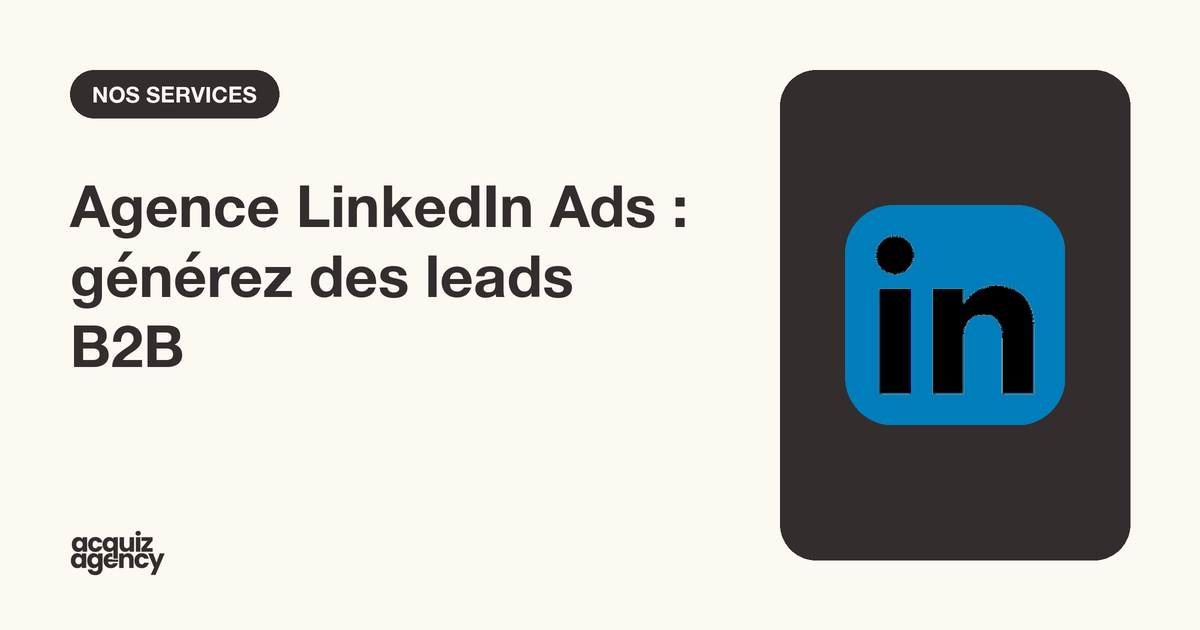 NOS SERVICES
Agence LinkedIn Ads :
générez des leads
B2B
in
acquiz
agency